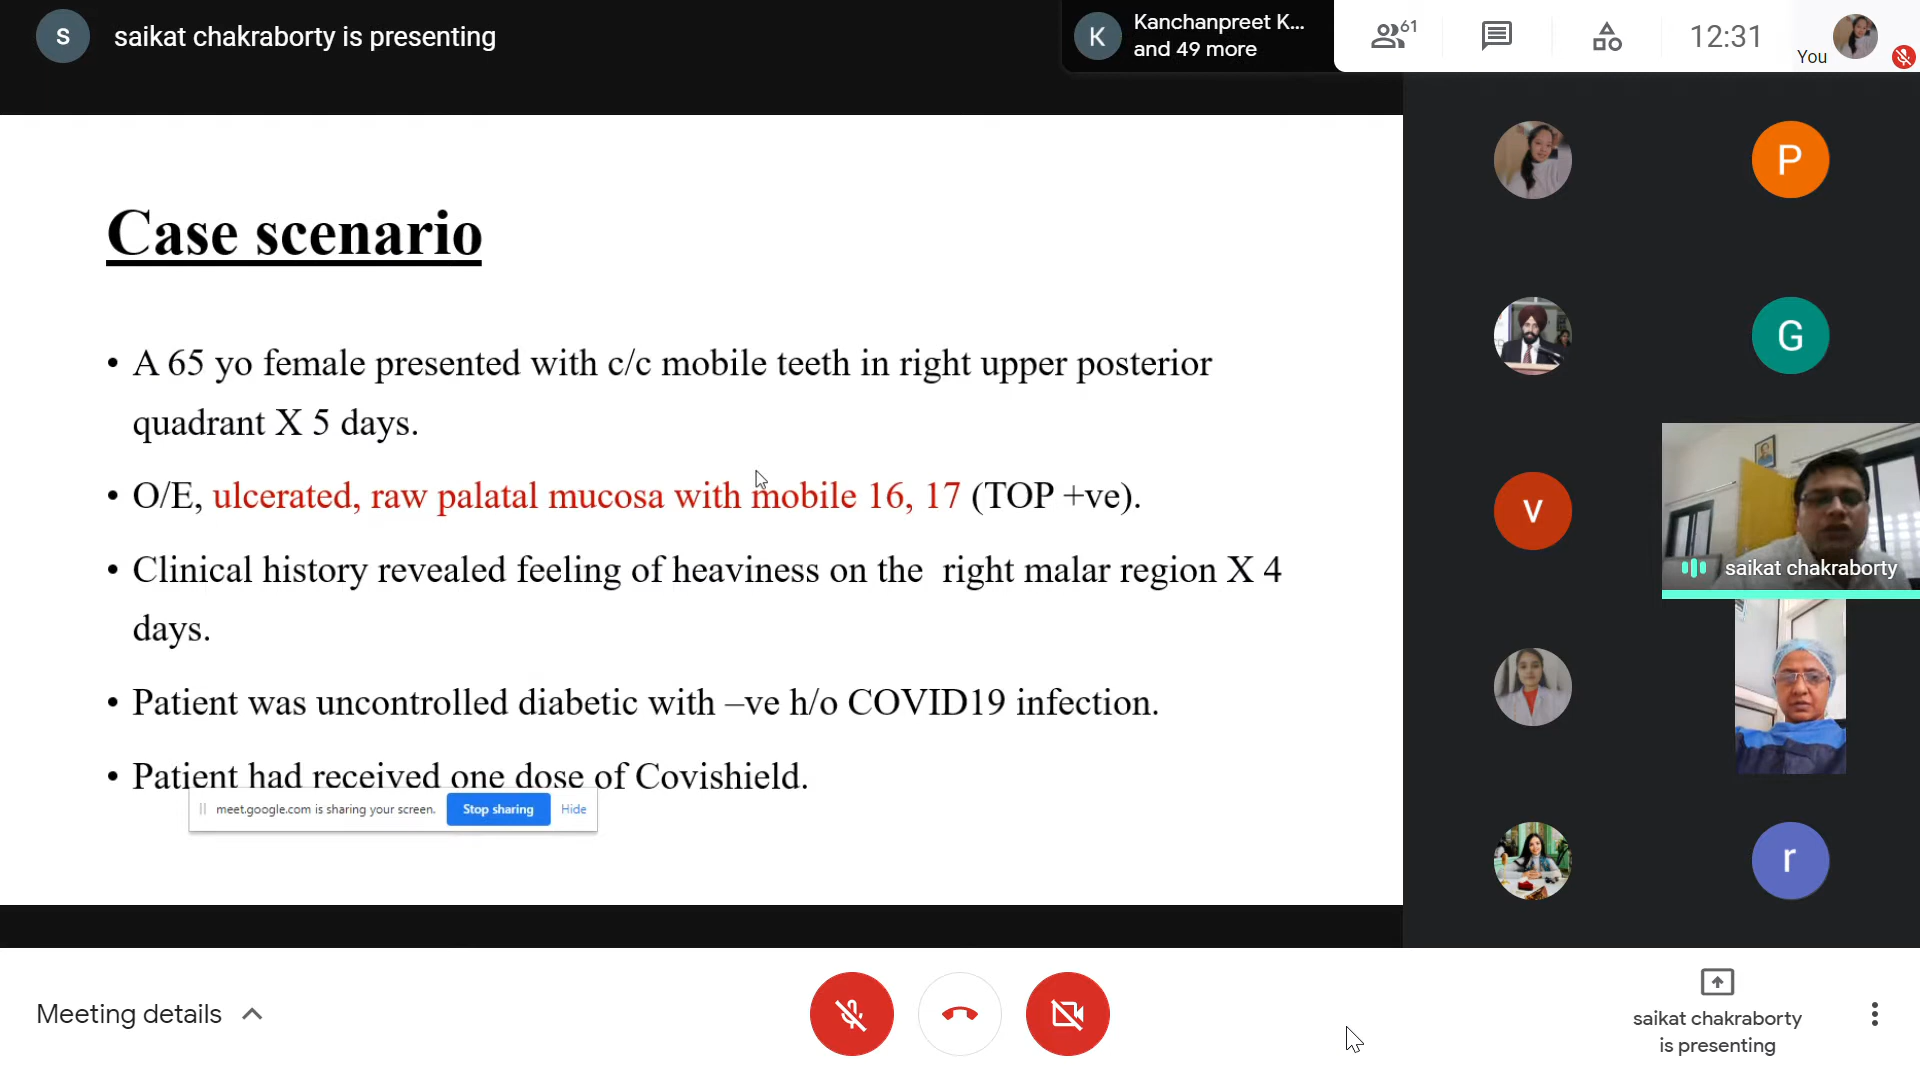 S
saikat chakraborty is presenting
K
Kanchanpreet K...
and 49 more
61
12:31
You
Case scenario
• A 65 yo female presented with c/c mobile teeth in right upper posterior
quadrant X 5 days.
• O/E, ulcerated, raw palatal mucosa with mobile 16, 17 (TOP +ve).
• Clinical history revealed feeling of heaviness on the right malar region X 4
days.
• Patient was uncontrolled diabetic with –ve h/o COVID19 infection.
• Patient had received one dose of Covishield.
meet.google.com is sharing your screen.
Stop sharing
Hide
P
G
V
saikat chakraborty
r
Meeting details
saikat chakraborty
is presenting